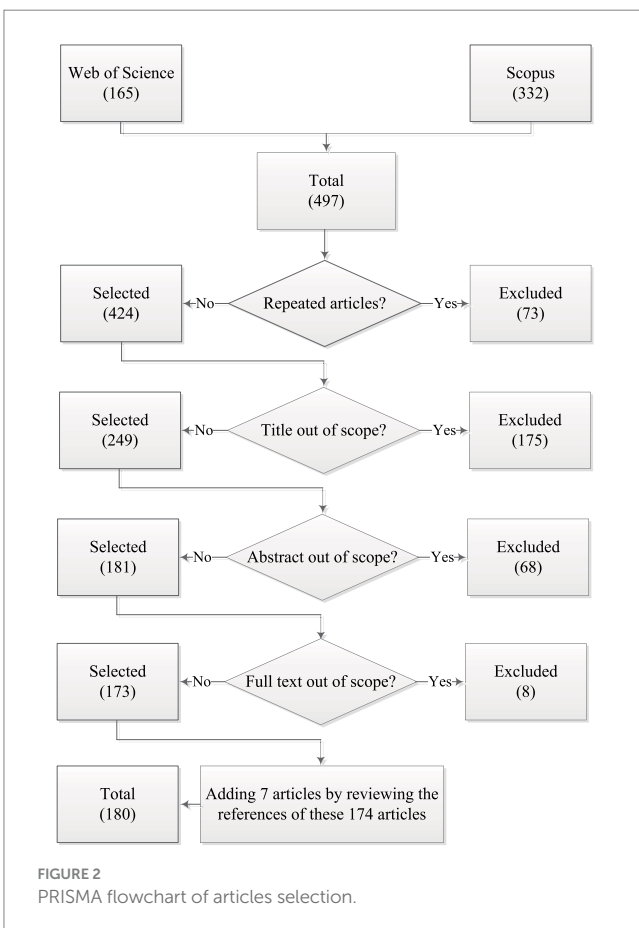 Web of Science
(165)
Scopus
(332)
Total
(497)
Selected
(424)
No
Repeated articles?
Yes
Excluded
(73)
Selected
(249)
No
Title out of scope?
Yes
Excluded
(175)
Selected
(181)
No
Abstract out of scope?
Yes
Excluded
(68)
Selected
(173)
No
Full text out of scope?
Yes
Excluded
(8)
Total
(180)
Adding 7 articles by reviewing the
references of these 174 articles
FIGURE 2
PRISMA flowchart of articles selection.